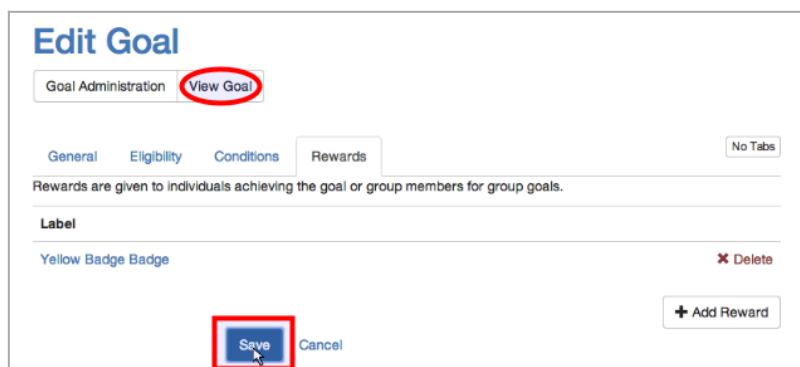 Edit Goal
Goal Administration View Goal
General Eligibility Conditions Rewards No Tabs
Rewards are given to individuals achieving the goal or group members for group goals.
Label
Yellow Badge Badge ✖ Delete
+ Add Reward
Save Cancel